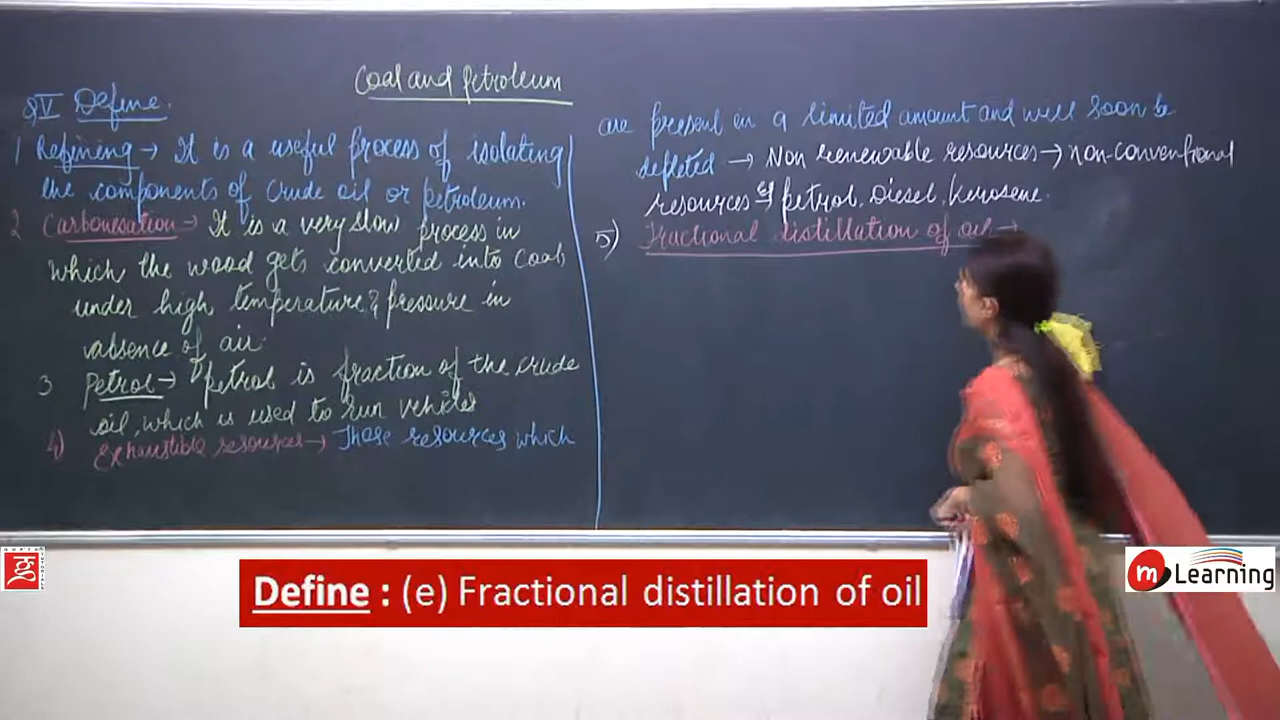 Coal and Petroleum
QV Define.
1 Refining → It is a useful process of isolating
the components of crude oil or petroleum.
2 Carbonisation → It is a very slow process in
which the wood gets converted into coal
under high temperature & pressure in
absence of air.
3 Petrol → Petrol is fraction of the crude
oil, which is used to run vehicles
4) Exhaustible resources → Those resources which
are present in a limited amount and will soon be
depleted → Non renewable resources → non-conventional
resources → petrol, Diesel, Kerosene.
5) Fractional distillation of oil →
GUPTA
m Learning
Define : (e) Fractional distillation of oil